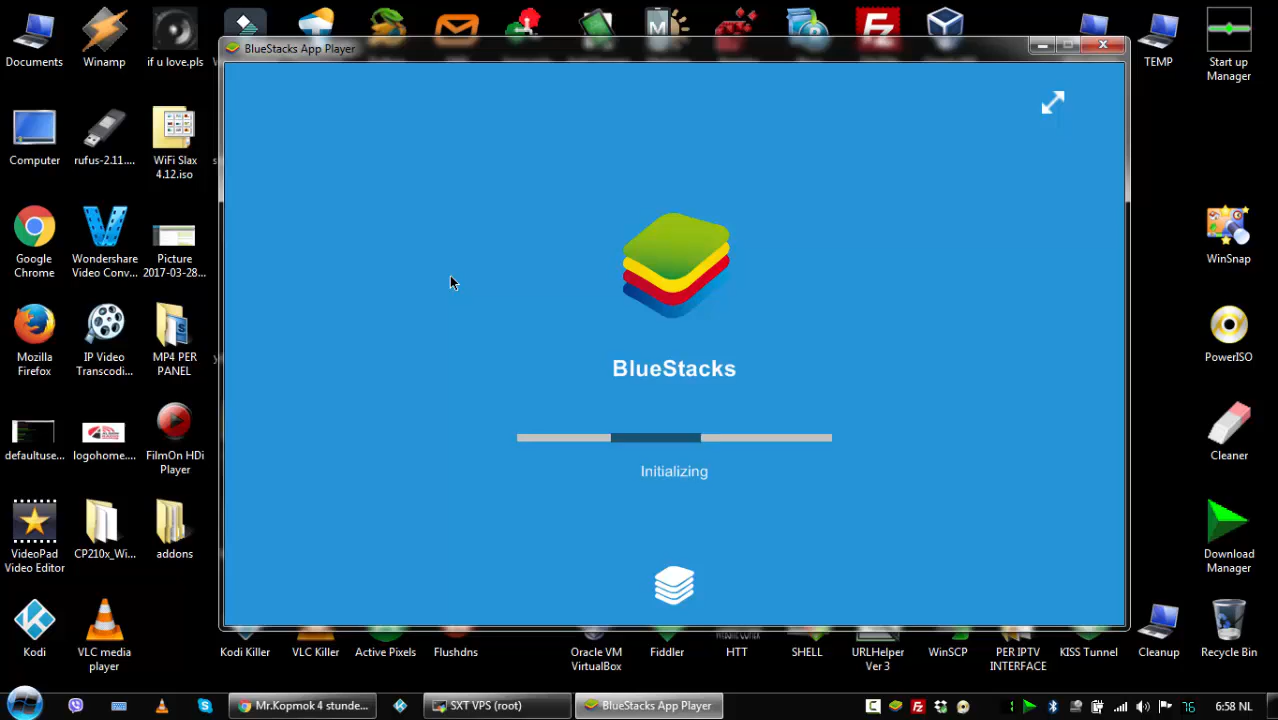 BlueStacks App Player
Documents
Winamp
if u love.pls
TEMP
Start up
Manager
Computer
rufus-2.11....
WiFi Slax
4.12.iso
Google
Chrome
Wondershare
Video Conv...
Picture
2017-03-28...
WinSnap
Mozilla
Firefox
IP Video
Transcodi...
MP4 PER
PANEL
PowerISO
BlueStacks
defaultuse...
logohome....
FilmOn HDi
Player
Cleaner
Initializing
VideoPad
Video Editor
CP210x_Wi...
addons
Download
Manager
Kodi
VLC media
player
Kodi Killer
VLC Killer
Active Pixels
Flushdns
Oracle VM
VirtualBox
Fiddler
HTT
SHELL
URLHelper
Ver 3
WinSCP
PER IPTV
INTERFACE
KISS Tunnel
Cleanup
Recycle Bin
Mr.Kopmok 4 stunde...
SXT VPS (root)
BlueStacks App Player
76
6:58 NL